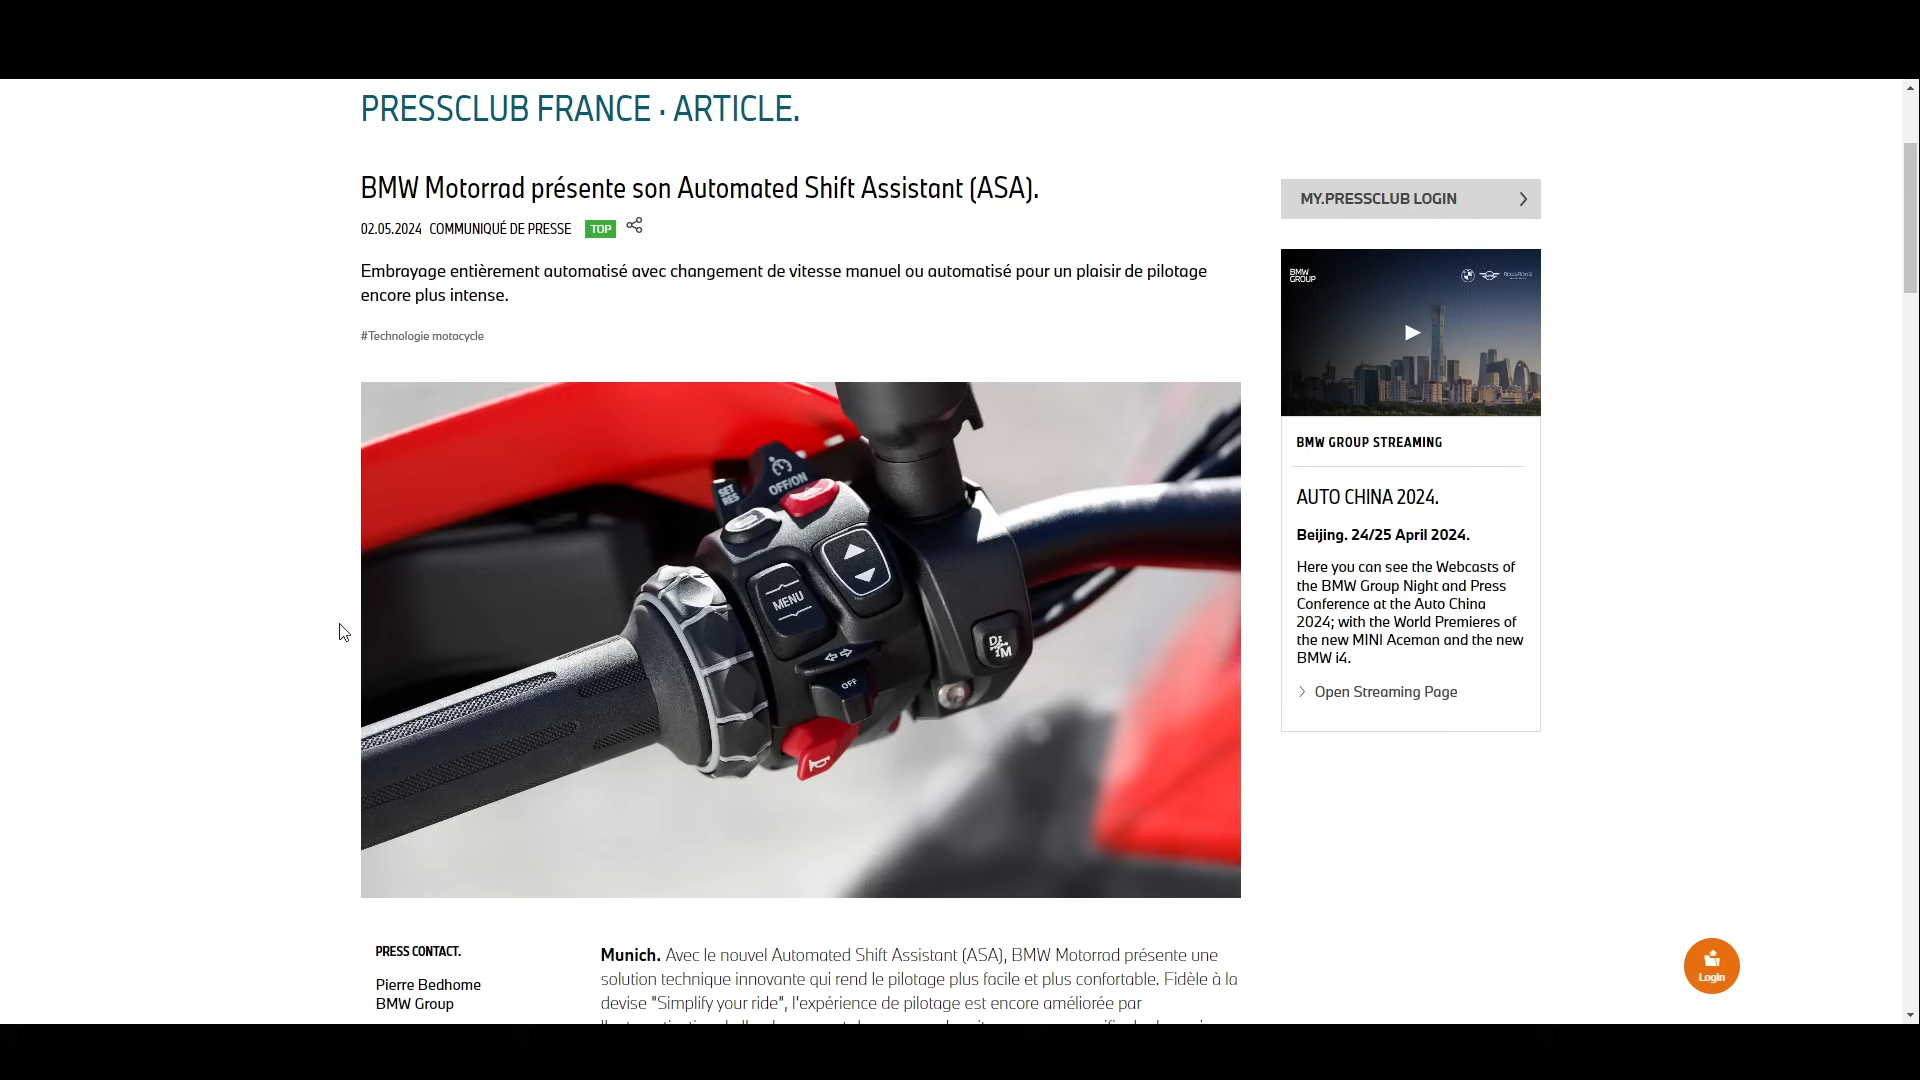 PRESSCLUB FRANCE · ARTICLE.
BMW Motorrad présente son Automated Shift Assistant (ASA).
02.05.2024 COMMUNIQUÉ DE PRESSE TOP
Embrayage entièrement automatisé avec changement de vitesse manuel ou automatisé pour un plaisir de pilotage
encore plus intense.
#Technologie motocycle
SET
RES
OFF/ON
MENU
OFF
D/M
PRESS CONTACT.
Pierre Bedhome
BMW Group
Munich. Avec le nouvel Automated Shift Assistant (ASA), BMW Motorrad présente une
solution technique innovante qui rend le pilotage plus facile et plus confortable. Fidèle à la
devise "Simplify your ride", l'expérience de pilotage est encore améliorée par
MY.PRESSCLUB LOGIN
BMW
GROUP
BMW GROUP STREAMING
AUTO CHINA 2024.
Beijing. 24/25 April 2024.
Here you can see the Webcasts of
the BMW Group Night and Press
Conference at the Auto China
2024; with the World Premieres of
the new MINI Aceman and the new
BMW i4.
Open Streaming Page
Login